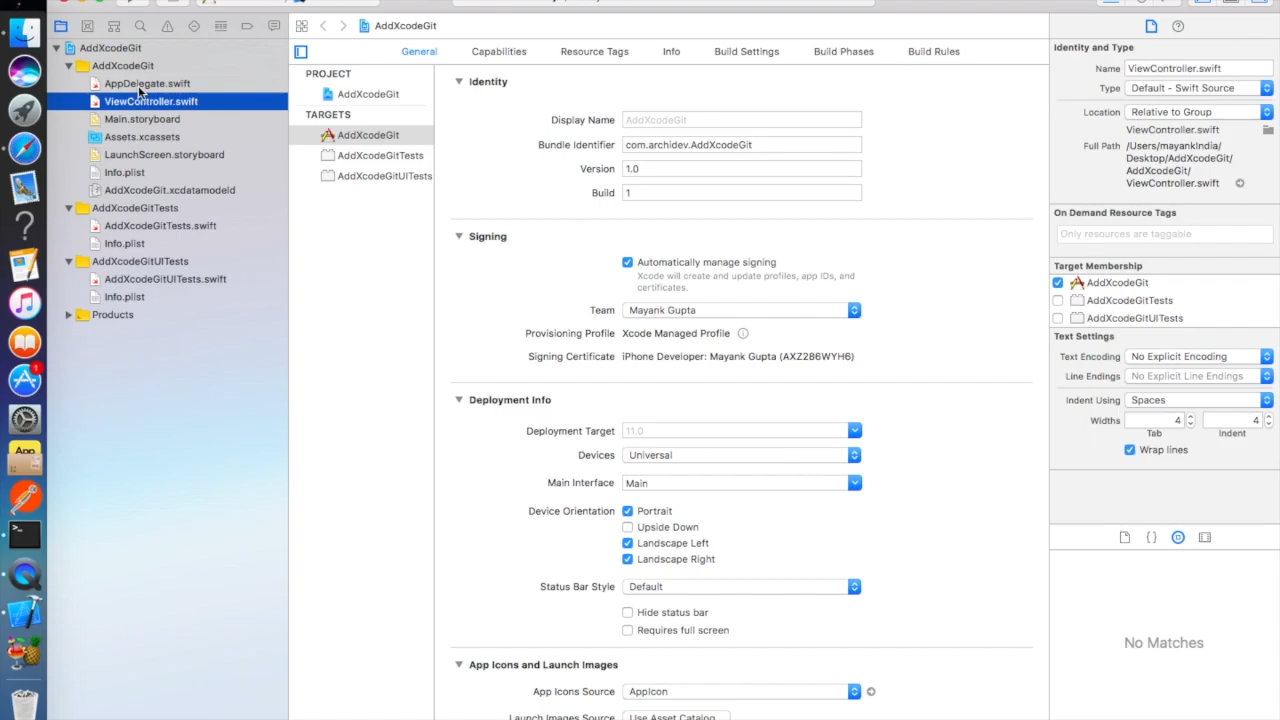 AddXcodeGit
AddXcodeGit
AppDelegate.swift
ViewController.swift
Main.storyboard
Assets.xcassets
LaunchScreen.storyboard
Info.plist
AddXcodeGit.xcdatamodeld
AddXcodeGitTests
AddXcodeGitTests.swift
Info.plist
AddXcodeGitUITests
AddXcodeGitUITests.swift
Info.plist
Products
AddXcodeGit
General Capabilities Resource Tags Info Build Settings Build Phases Build Rules
PROJECT
AddXcodeGit
TARGETS
AddXcodeGit
AddXcodeGitTests
AddXcodeGitUITests
Identity
Display Name AddXcodeGit
Bundle Identifier com.archidev.AddXcodeGit
Version 1.0
Build 1
Signing
Automatically manage signing
Xcode will create and update profiles, app IDs, and
certificates.
Team Mayank Gupta
Provisioning Profile Xcode Managed Profile
Signing Certificate iPhone Developer: Mayank Gupta (AXZ286WYH6)
Deployment Info
Deployment Target 11.0
Devices Universal
Main Interface Main
Device Orientation Portrait
Upside Down
Landscape Left
Landscape Right
Status Bar Style Default
Hide status bar
Requires full screen
App Icons and Launch Images
App Icons Source AppIcon
Launch Images Source Use Asset Catalog
Identity and Type
Name ViewController.swift
Type Default - Swift Source
Location Relative to Group
ViewController.swift
Full Path /Users/mayankIndia/
Desktop/AddXcodeGit/
AddXcodeGit/
ViewController.swift
On Demand Resource Tags
Only resources are taggable
Target Membership
AddXcodeGit
AddXcodeGitTests
AddXcodeGitUITests
Text Settings
Text Encoding No Explicit Encoding
Line Endings No Explicit Line Endings
Indent Using Spaces
Widths 4 4
Tab Indent
Wrap lines
No Matches
1
App